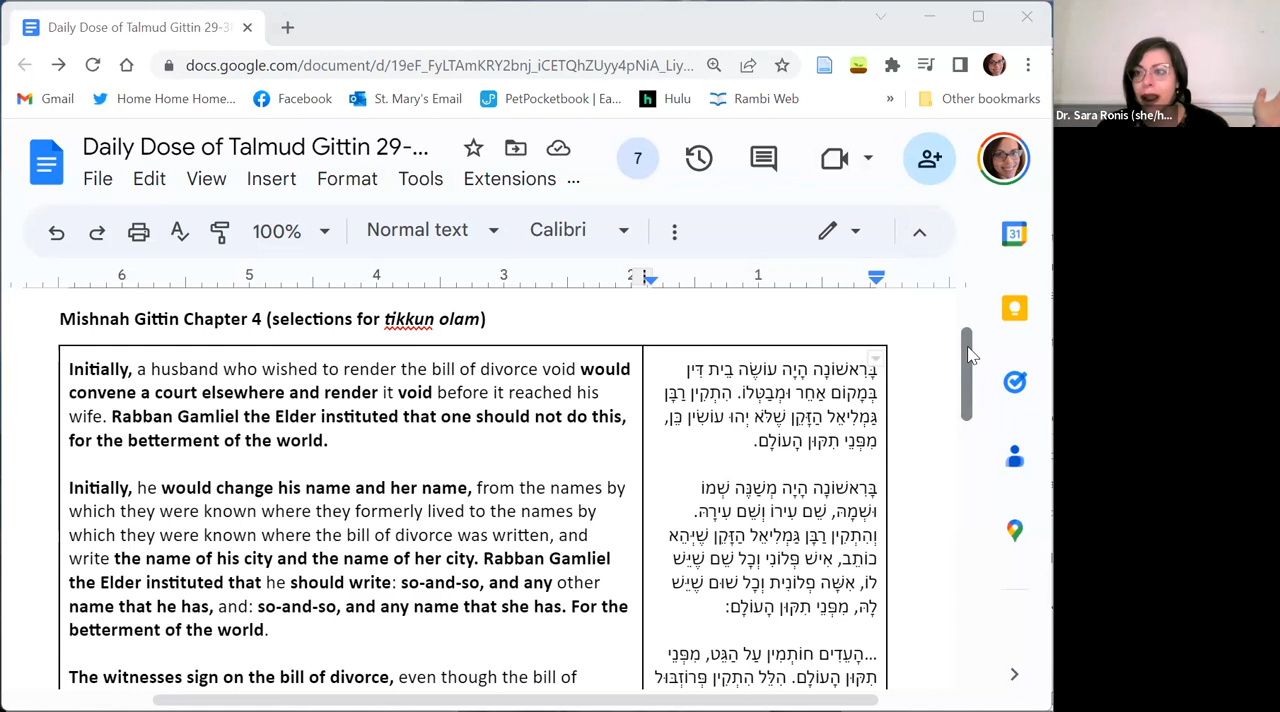 Daily Dose of Talmud Gittin 29-3
docs.google.com/document/d/19eF_FyLTAmKRY2bnj_iCETQhZUyy4pNiA_Liy...
Gmail Home Home Home... Facebook St. Mary's Email PetPocketbook | Ea... Hulu Rambi Web » Other bookmarks
Dr. Sara Ronis (she/h...
Daily Dose of Talmud Gittin 29-...
7
File Edit View Insert Format Tools Extensions ...
100% Normal text Calibri
31
6 5 4 3 2 1
Mishnah Gittin Chapter 4 (selections for tikkun olam)
Initially, a husband who wished to render the bill of divorce void would
convene a court elsewhere and render it void before it reached his
wife. Rabban Gamliel the Elder instituted that one should not do this,
for the betterment of the world.
Initially, he would change his name and her name, from the names by
which they were known where they formerly lived to the names by
which they were known where the bill of divorce was written, and
write the name of his city and the name of her city. Rabban Gamliel
the Elder instituted that he should write: so-and-so, and any other
name that he has, and: so-and-so, and any name that she has. For the
betterment of the world.
The witnesses sign on the bill of divorce, even though the bill of
בָּרִאשׁוֹנָה הָיָה עוֹשֶׂה בֵּית דִּין
בְּמָקוֹם אַחֵר וּמְבַטְּלוֹ. הִתְקִין רַבָּן
גַּמְלִיאֵל הַזָּקֵן שֶׁלֹּא יְהוּ עוֹשִׂין כֵּן,
מִפְּנֵי תִקּוּן הָעוֹלָם.
בָּרִאשׁוֹנָה הָיָה מְשַׁנֶּה שְׁמוֹ
וּשְׁמָהּ, שֵׁם עִירוֹ וְשֵׁם עִירָהּ.
וְהִתְקִין רַבָּן גַּמְלִיאֵל הַזָּקֵן שֶׁיְּהֵא
כוֹתֵב, אִישׁ פְּלוֹנִי וְכָל שֵׁם שֶׁיֵּשׁ
לוֹ, אִשָּׁה פְלוֹנִית וְכָל שׁוּם שֶׁיֵּשׁ
לָהּ, מִפְּנֵי תִקּוּן הָעוֹלָם:
...הָעֵדִים חוֹתְמִין עַל הַגֵּט, מִפְּנֵי
תִקּוּן הָעוֹלָם. הִלֵּל הִתְקִין פְּרוֹזְבּוּל